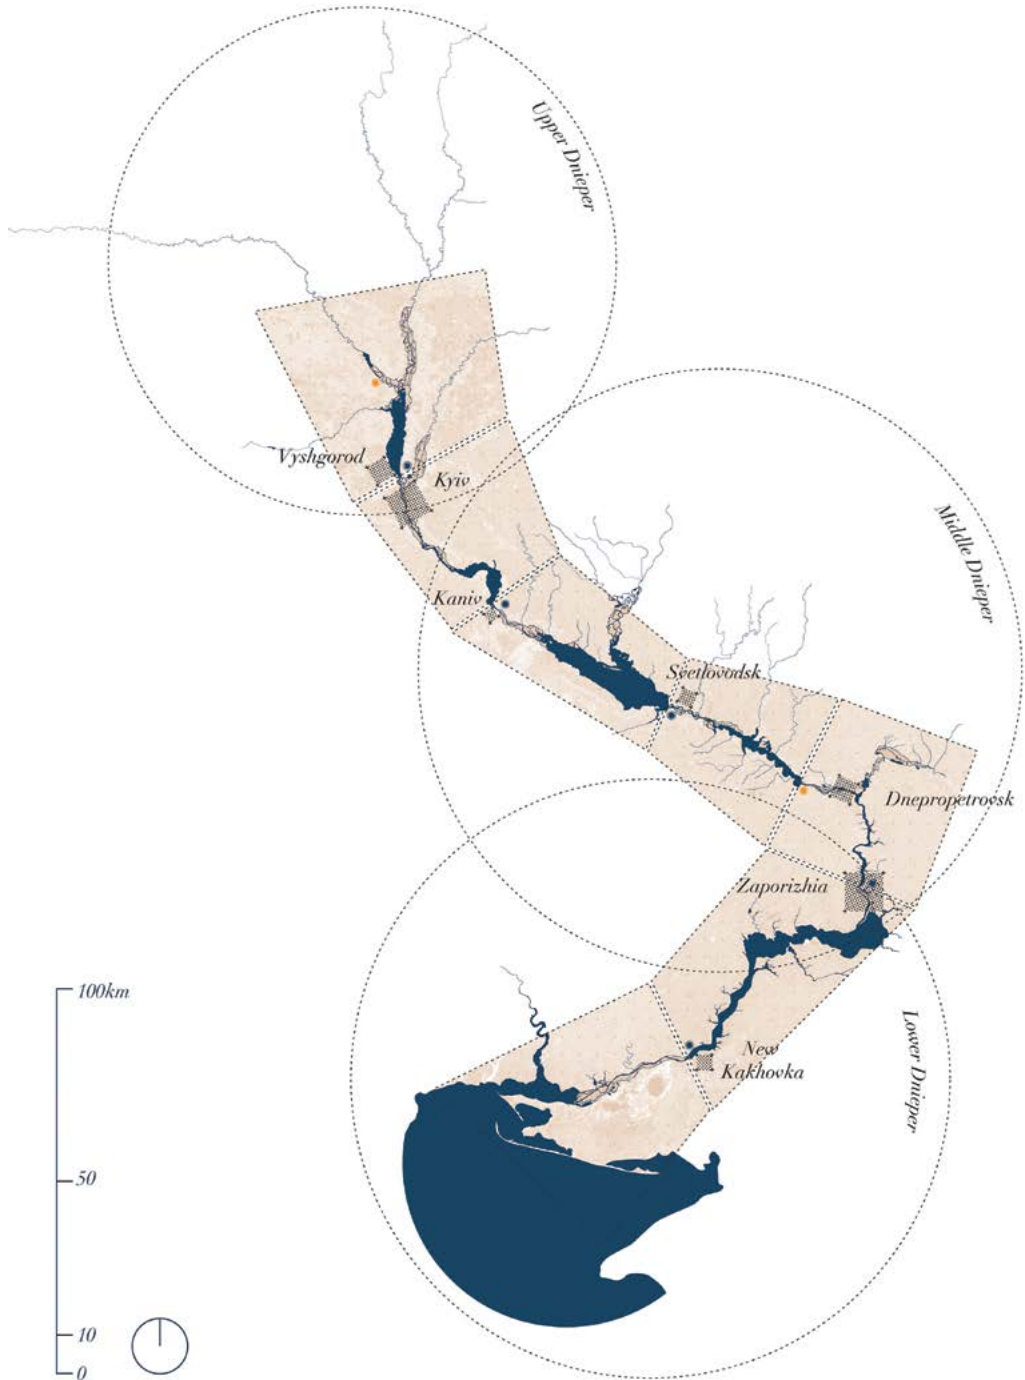 Upper Dnieper
Vyshgorod
Kyiv
Middle Dnieper
Kaniv
Svetlovodsk
Dnepropetrovsk
Zaporizhia
100km
Lower Dnieper
New
Kakhovka
50
10
0